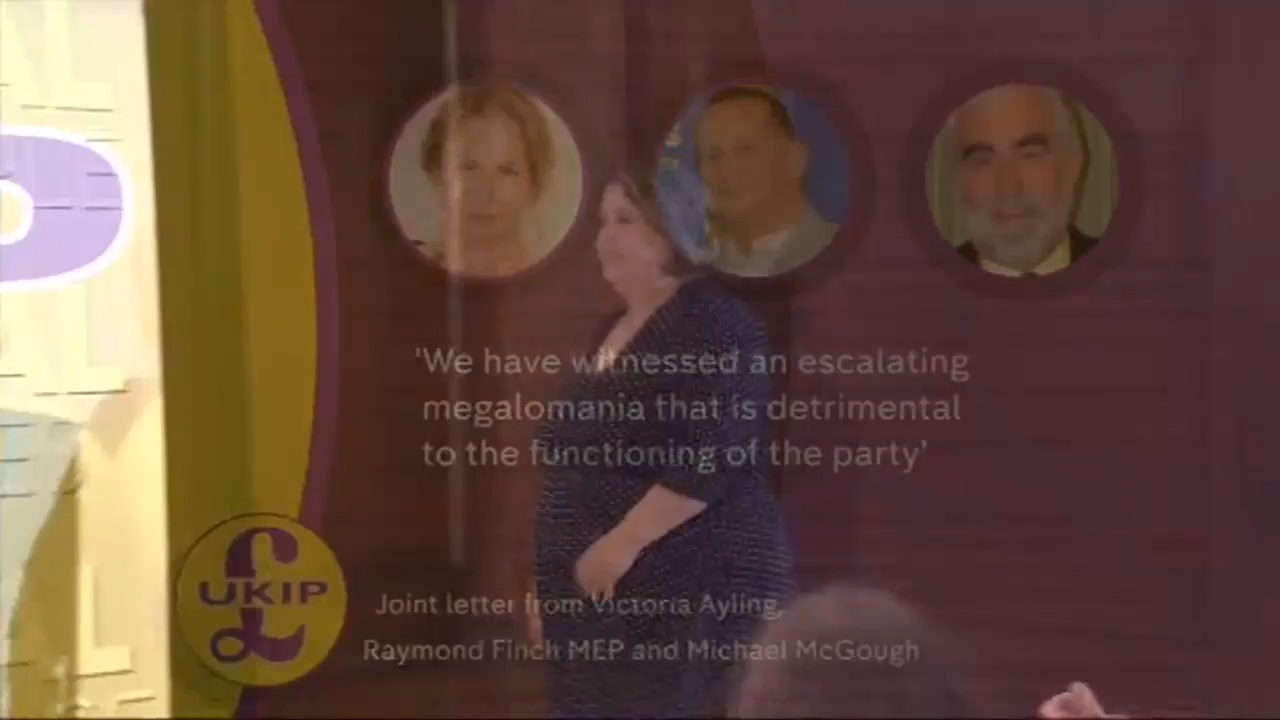 'We have witnessed an escalating
megalomania that is detrimental
to the functioning of the party'
UKIP
Joint letter from Victoria Ayling,
Raymond Finch MEP and Michael McGough